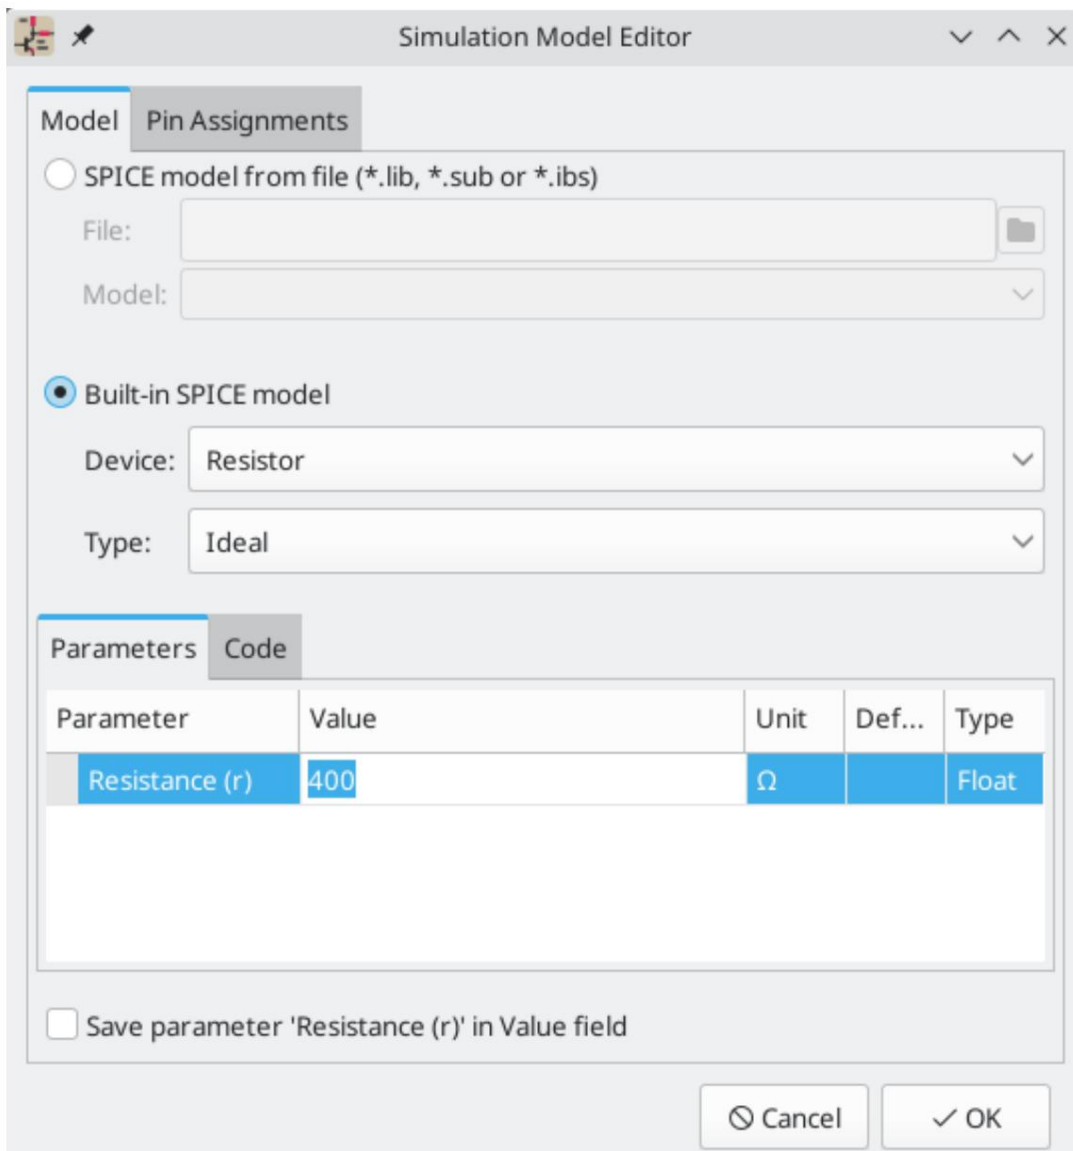 Simulation Model Editor
Model Pin Assignments
SPICE model from file (*.lib, *.sub or *.ibs)
File:
Model:
Built-in SPICE model
Device: Resistor
Type: Ideal
Parameters Code
Parameter Value Unit Def... Type
Resistance (r) 400 Ω Float
Save parameter 'Resistance (r)' in Value field
Cancel OK